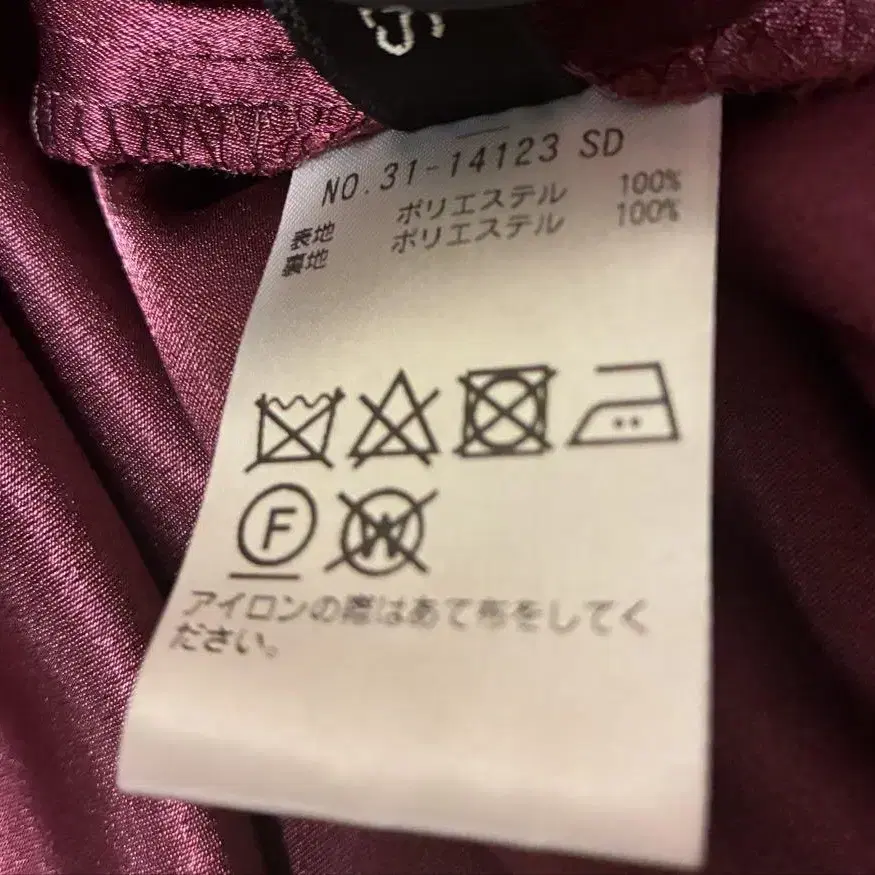 NO.31-14123 SD
表地 ポリエステル 100%
裏地 ポリエステル 100%
F
W
アイロンの際はあて布をしてく
ださい。